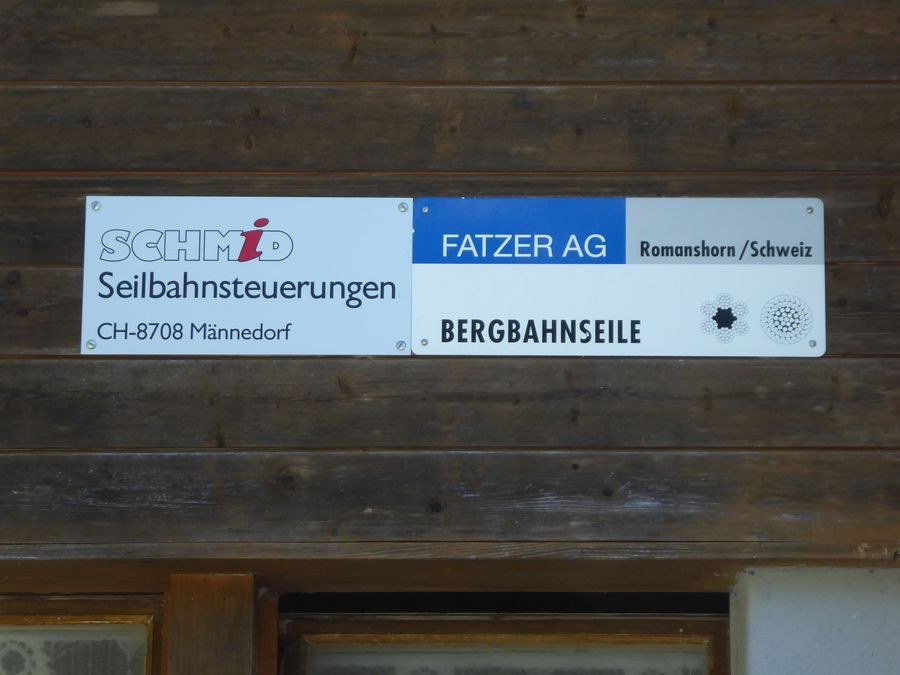 SCHMiD
Seilbahnsteuerungen
CH-8708 Männedorf
FATZER AG
Romanshorn/Schweiz
BERGBAHNSEILE